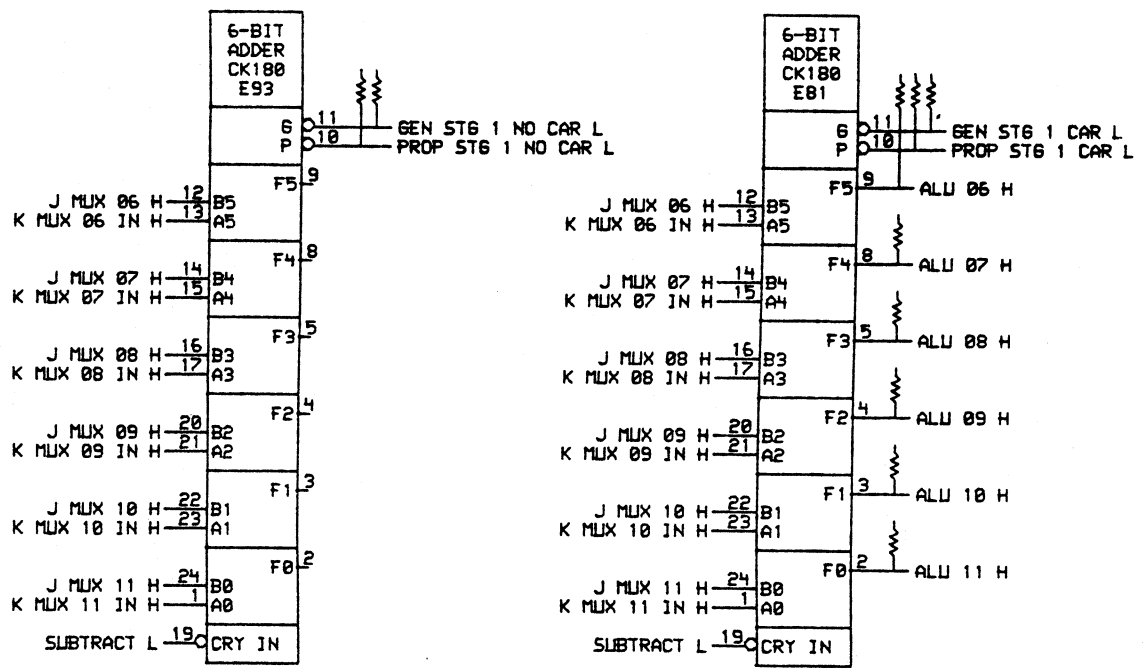 6-BIT
ADDER
CK180
E93
G 11 GEN STG 1 NO CAR L
P 10 PROP STG 1 NO CAR L
F5 9
J MUX 06 H 12 B5
K MUX 06 IN H 13 A5
F4 8
J MUX 07 H 14 B4
K MUX 07 IN H 15 A4
F3 5
J MUX 08 H 16 B3
K MUX 08 IN H 17 A3
F2 4
J MUX 09 H 20 B2
K MUX 09 IN H 21 A2
F1 3
J MUX 10 H 22 B1
K MUX 10 IN H 23 A1
F0 2
J MUX 11 H 24 B0
K MUX 11 IN H 1 A0
SUBTRACT L 19 CRY IN
6-BIT
ADDER
CK180
E81
G 11 GEN STG 1 CAR L
P 10 PROP STG 1 CAR L
F5 9 ALU 06 H
J MUX 06 H 12 B5
K MUX 06 IN H 13 A5
F4 8 ALU 07 H
J MUX 07 H 14 B4
K MUX 07 IN H 15 A4
F3 5 ALU 08 H
J MUX 08 H 16 B3
K MUX 08 IN H 17 A3
F2 4 ALU 09 H
J MUX 09 H 20 B2
K MUX 09 IN H 21 A2
F1 3 ALU 10 H
J MUX 10 H 22 B1
K MUX 10 IN H 23 A1
F0 2 ALU 11 H
J MUX 11 H 24 B0
K MUX 11 IN H 1 A0
SUBTRACT L 19 CRY IN